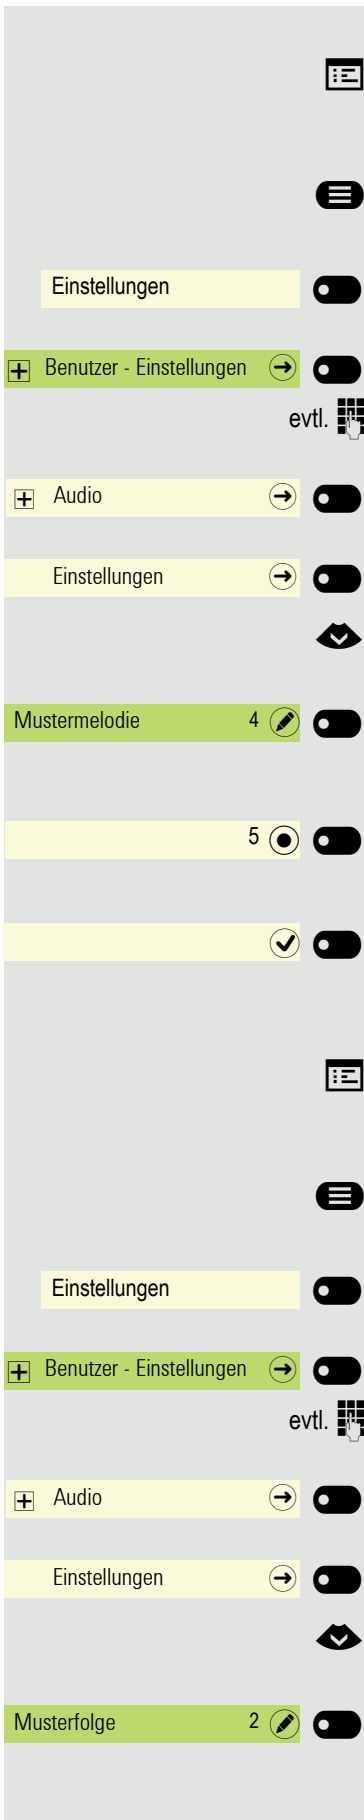 Einstellungen
Benutzer - Einstellungen
evtl.
Audio
Einstellungen
Mustermelodie 4
5
Einstellungen
Benutzer - Einstellungen
evtl.
Audio
Einstellungen
Musterfolge 2